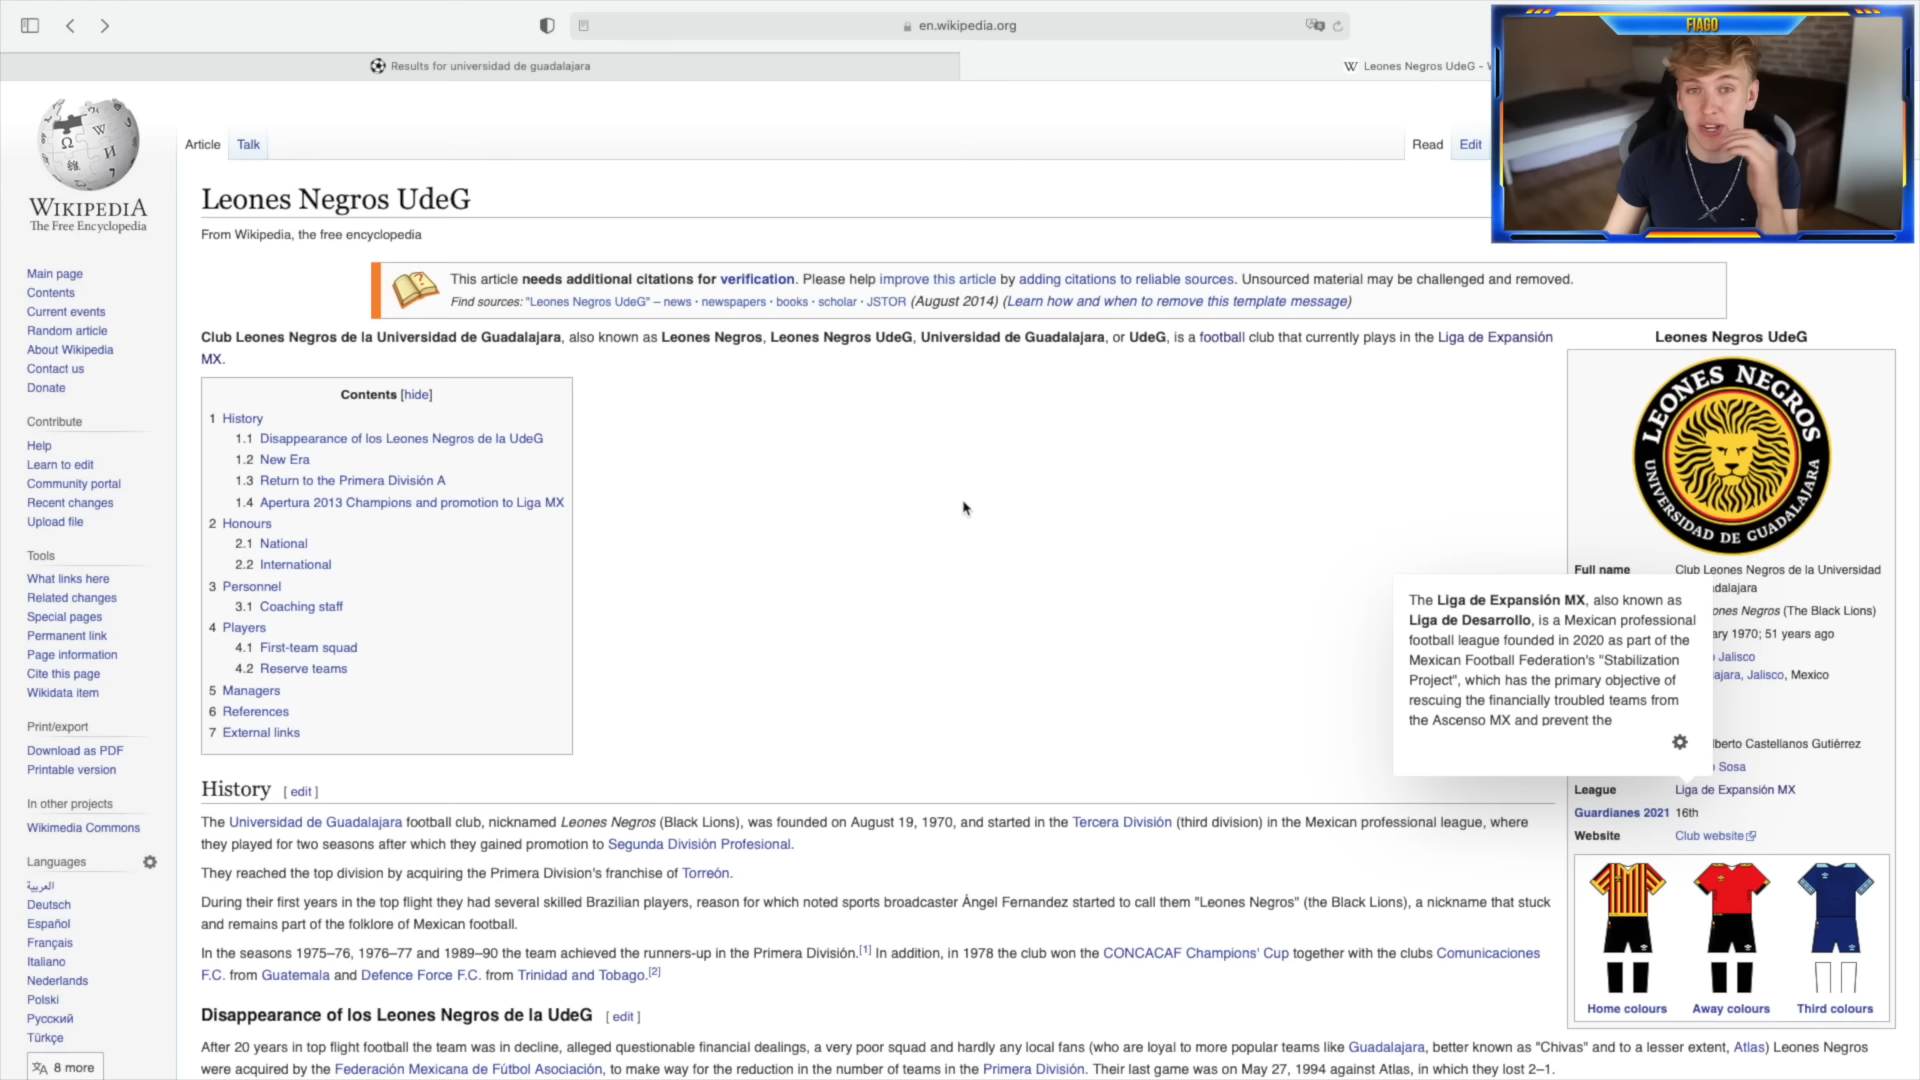 en.wikipedia.org
Results for universidad de guadalajara
W Leones Negros UdeG -
FIAGO
WIKIPEDIA
The Free Encyclopedia
Main page
Contents
Current events
Random article
About Wikipedia
Contact us
Donate
Contribute
Help
Learn to edit
Community portal
Recent changes
Upload file
Tools
What links here
Related changes
Special pages
Permanent link
Page information
Cite this page
Wikidata item
Print/export
Download as PDF
Printable version
In other projects
Wikimedia Commons
Languages
العربية
Deutsch
Español
Français
Italiano
Nederlands
Polski
Русский
Türkçe
8 more
Article Talk
Read Edit
Leones Negros UdeG
From Wikipedia, the free encyclopedia
This article needs additional citations for verification. Please help improve this article by adding citations to reliable sources. Unsourced material may be challenged and removed.
Find sources: "Leones Negros UdeG" – news · newspapers · books · scholar · JSTOR (August 2014) (Learn how and when to remove this template message)
Club Leones Negros de la Universidad de Guadalajara, also known as Leones Negros, Leones Negros UdeG, Universidad de Guadalajara, or UdeG, is a football club that currently plays in the Liga de Expansión
MX.
Contents [hide]
1 History
1.1 Disappearance of los Leones Negros de la UdeG
1.2 New Era
1.3 Return to the Primera División A
1.4 Apertura 2013 Champions and promotion to Liga MX
2 Honours
2.1 National
2.2 International
3 Personnel
3.1 Coaching staff
4 Players
4.1 First-team squad
4.2 Reserve teams
5 Managers
6 References
7 External links
History [ edit ]
The Universidad de Guadalajara football club, nicknamed Leones Negros (Black Lions), was founded on August 19, 1970, and started in the Tercera División (third division) in the Mexican professional league, where
they played for two seasons after which they gained promotion to Segunda División Profesional.
They reached the top division by acquiring the Primera División's franchise of Torreón.
During their first years in the top flight they had several skilled Brazilian players, reason for which noted sports broadcaster Ángel Fernandez started to call them "Leones Negros" (the Black Lions), a nickname that stuck
and remains part of the folklore of Mexican football.
In the seasons 1975–76, 1976–77 and 1989–90 the team achieved the runners-up in the Primera División.[1] In addition, in 1978 the club won the CONCACAF Champions' Cup together with the clubs Comunicaciones
F.C. from Guatemala and Defence Force F.C. from Trinidad and Tobago.[2]
Disappearance of los Leones Negros de la UdeG [ edit ]
After 20 years in top flight football the team was in decline, alleged questionable financial dealings, a very poor squad and hardly any local fans (who are loyal to more popular teams like Guadalajara, better known as "Chivas" and to a lesser extent, Atlas) Leones Negros
were acquired by the Federación Mexicana de Fútbol Asociación, to make way for the reduction in the number of teams in the Primera División. Their last game was on May 27, 1994 against Atlas, in which they lost 2–1.
Leones Negros UdeG
LEONES NEGROS
UNIVERSIDAD DE GUADALAJARA
Full name Club Leones Negros de la Universidad
adalajara
ones Negros (The Black Lions)
ary 1970; 51 years ago
Jalisco
ajara, Jalisco, Mexico
lberto Castellanos Gutiérrez
Sosa
The Liga de Expansión MX, also known as
Liga de Desarrollo, is a Mexican professional
football league founded in 2020 as part of the
Mexican Football Federation's "Stabilization
Project", which has the primary objective of
rescuing the financially troubled teams from
the Ascenso MX and prevent the
League Liga de Expansión MX
Guardianes 2021 16th
Website Club website
Home colours Away colours Third colours